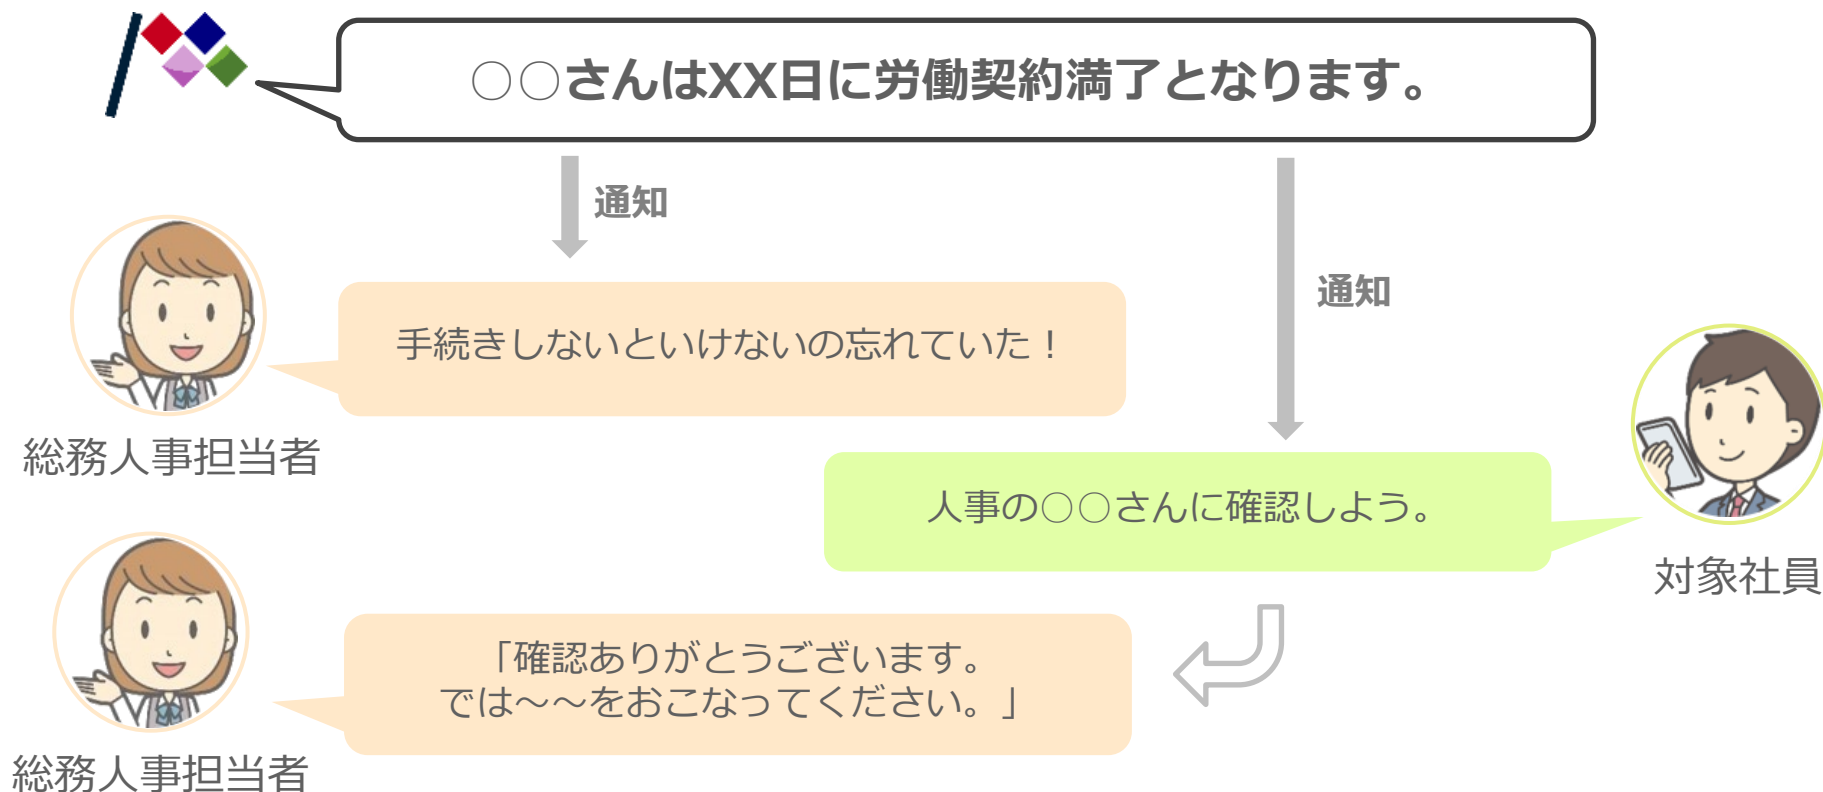 ○○さんはXX日に労働契約満了となります。
通知
通知
手続きしないといけないの忘れていた！
総務人事担当者
人事の○○さんに確認しよう。
対象社員
「確認ありがとうございます。
では～～をおこなってください。」
総務人事担当者